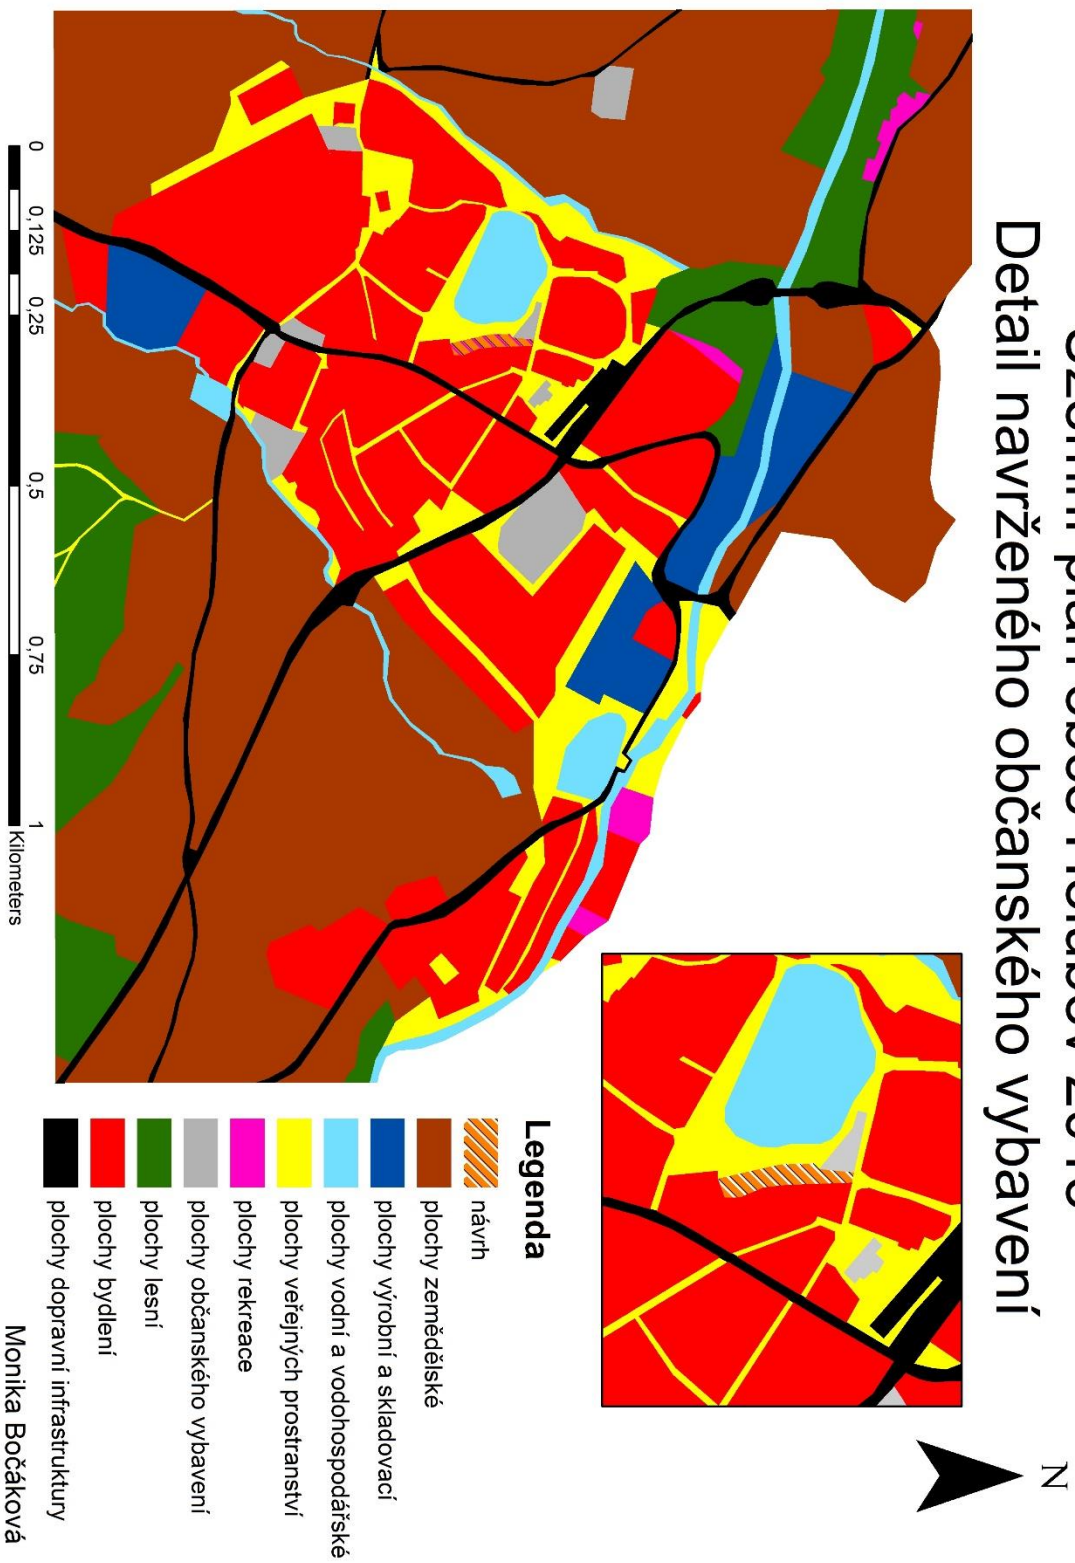 Detail navrženého občanského vybavení
N
Legenda
návrh
plochy zemědělské
plochy výrobní a skladovací
plochy vodní a vodohospodářské
plochy veřejných prostranství
plochy rekreace
plochy občanského vybavení
plochy lesní
plochy bydlení
plochy dopravní infrastruktury
0 0,125 0,25 0,5 0,75 1
Kilometers
Monika Bočáková